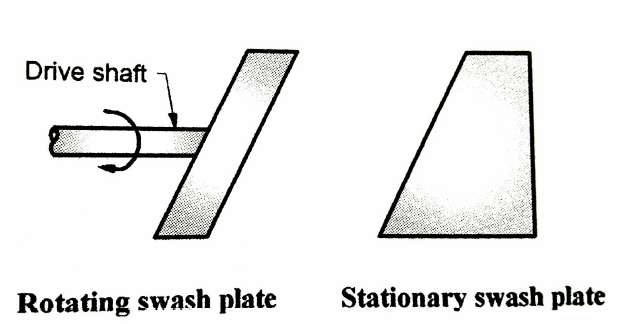 Drive shaft
Rotating swash plate
Stationary swash plate